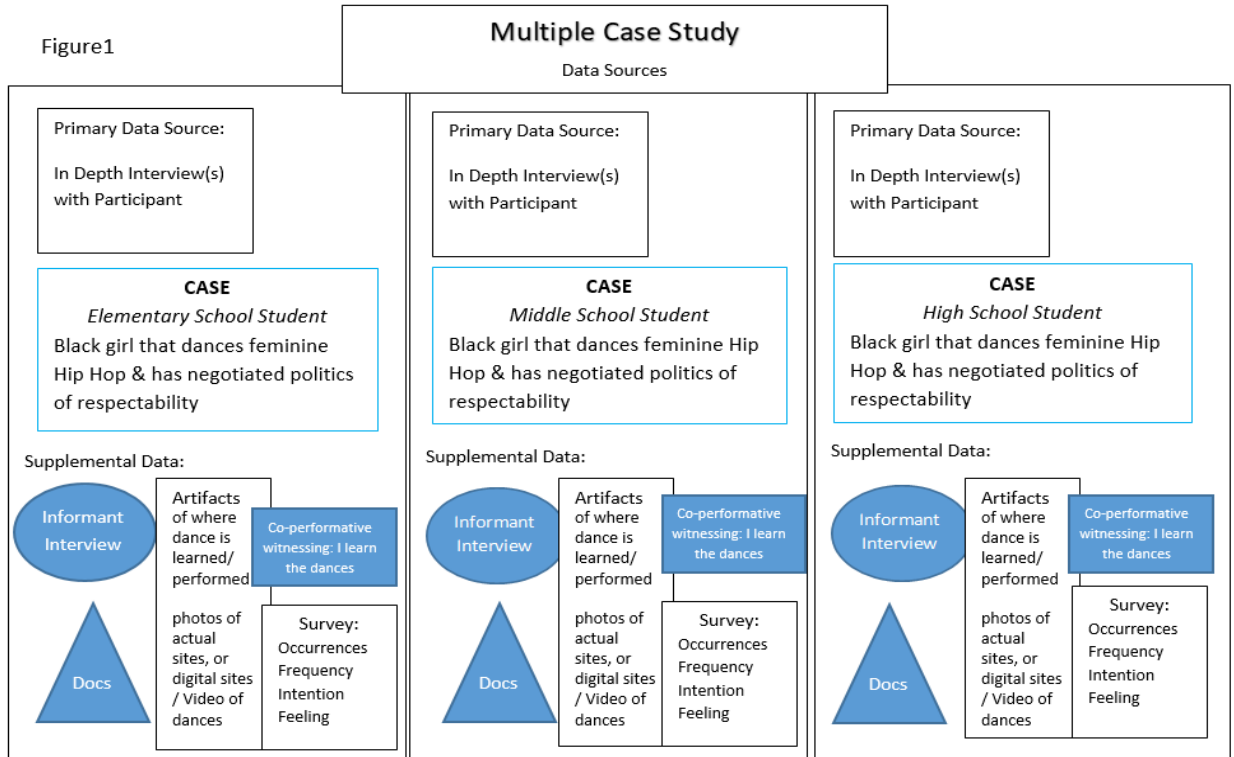 Figure1
Multiple Case Study
Data Sources
Primary Data Source:
In Depth Interview(s)
with Participant
CASE
Elementary School Student
Black girl that dances feminine
Hip Hop & has negotiated politics
of respectability
Supplemental Data:
Informant
Interview
Artifacts
of where
dance is
learned/
performed
photos of
actual
sites, or
digital sites
/ Video of
dances
Co-performative
witnessing: I learn
the dances
Docs
Survey:
Occurrences
Frequency
Intention
Feeling
Primary Data Source:
In Depth Interview(s)
with Participant
CASE
Middle School Student
Black girl that dances feminine Hip
Hop & has negotiated politics of
respectability
Supplemental Data:
Informant
Interview
Artifacts
of where
dance is
learned/
performed
photos of
actual
sites, or
digital sites
/ Video of
dances
Co-performative
witnessing: I learn
the dances
Docs
Survey:
Occurrences
Frequency
Intention
Feeling
Primary Data Source:
In Depth Interview(s)
with Participant
CASE
High School Student
Black girl that dances feminine Hip
Hop & has negotiated politics of
respectability
Supplemental Data:
Informant
Interview
Artifacts
of where
dance is
learned/
performed
photos of
actual
sites, or
digital sites
/ Video of
dances
Co-performative
witnessing: I learn
the dances
Docs
Survey:
Occurrences
Frequency
Intention
Feeling